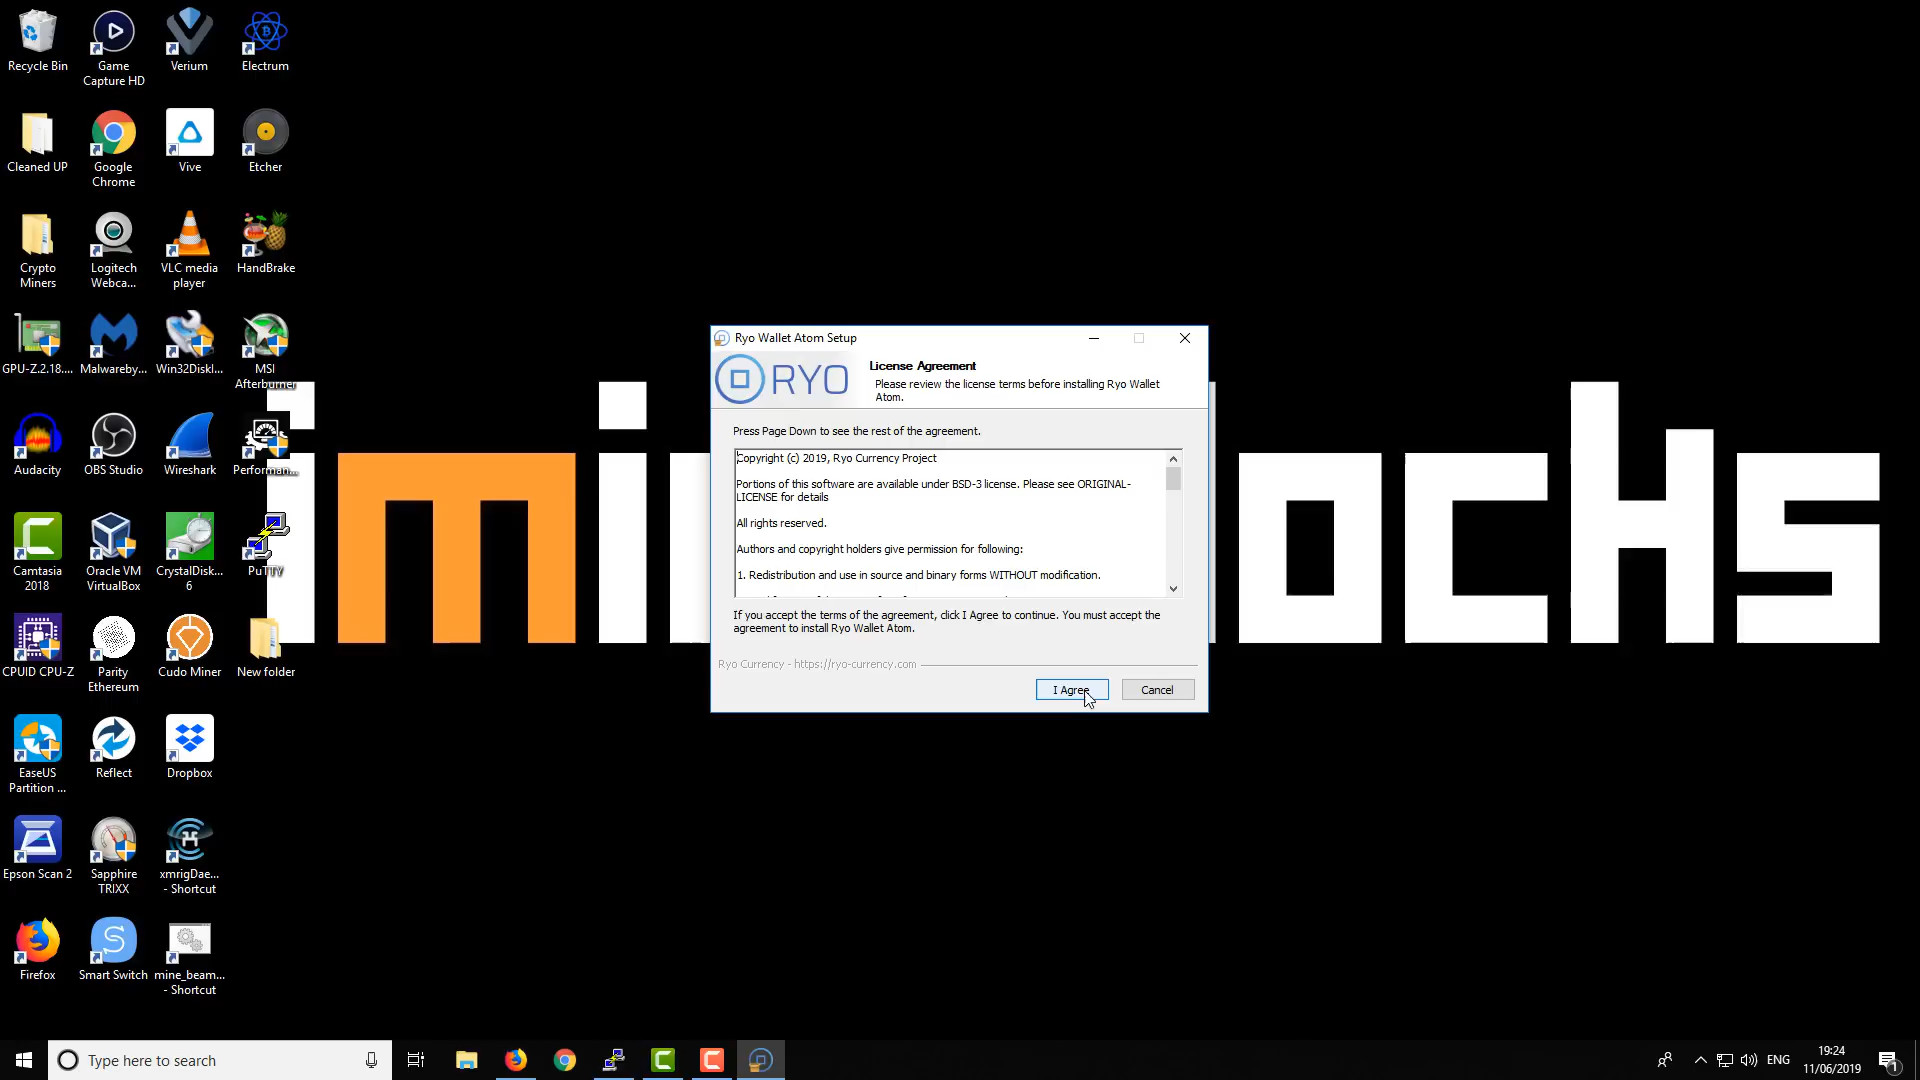 Recycle Bin
Game
Capture HD
Verium
Electrum
Cleaned UP
Google
Chrome
Vive
Etcher
Crypto
Miners
Logitech
Webca...
VLC media
player
HandBrake
GPU-Z.2.18....
Malwareby...
Win32DiskI...
MSI
Afterburner
Audacity
OBS Studio
Wireshark
Performan...
Camtasia
2018
Oracle VM
VirtualBox
CrystalDisk...
6
PuTTY
CPUID CPU-Z
Parity
Ethereum
Cudo Miner
New folder
EaseUS
Partition ...
Reflect
Dropbox
Epson Scan 2
Sapphire
TRIXX
xmrigDae...
- Shortcut
Firefox
Smart Switch
mine_beam...
- Shortcut
Ryo Wallet Atom Setup
RYO
License Agreement
Please review the license terms before installing Ryo Wallet
Atom.
Press Page Down to see the rest of the agreement.
Copyright (c) 2019, Ryo Currency Project
Portions of this software are available under BSD-3 license. Please see ORIGINAL-
LICENSE for details
All rights reserved.
Authors and copyright holders give permission for following:
1. Redistribution and use in source and binary forms WITHOUT modification.
If you accept the terms of the agreement, click I Agree to continue. You must accept the
agreement to install Ryo Wallet Atom.
Ryo Currency - https://ryo-currency.com
I Agree
Cancel
Type here to search
ENG
19:24
11/06/2019
1